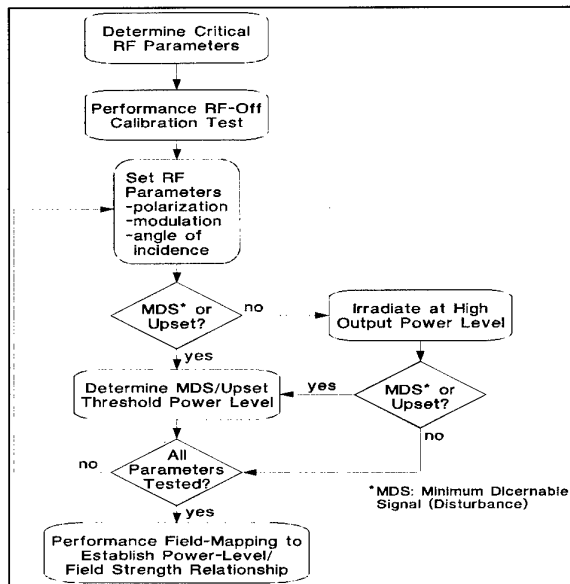 Determine Critical
RF Parameters
Performance RF-Off
Calibration Test
Set RF
Parameters
-polarization
-modulation
-angle of
incidence
MDS* or
Upset?
no
Irradiate at High
Output Power Level
yes
Determine MDS/Upset
Threshold Power Level
yes
MDS* or
Upset?
no
All
Parameters
Tested?
no
yes
*MDS: Minimum Dicernable
Signal (Disturbance)
Performance Field-Mapping to
Establish Power-Level/
Field Strength Relationship